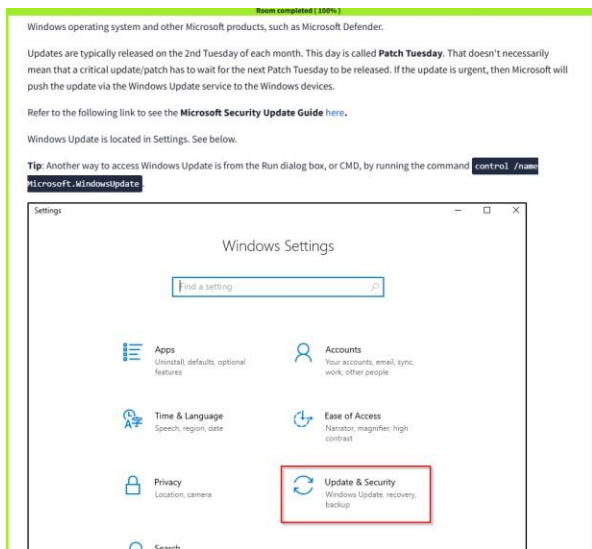 Room completed ( 100% )
Windows operating system and other Microsoft products, such as Microsoft Defender.
Updates are typically released on the 2nd Tuesday of each month. This day is called Patch Tuesday. That doesn't necessarily
mean that a critical update/patch has to wait for the next Patch Tuesday to be released. If the update is urgent, then Microsoft will
push the update via the Windows Update service to the Windows devices.
Refer to the following link to see the Microsoft Security Update Guide here.
Windows Update is located in Settings. See below.
Tip: Another way to access Windows Update is from the Run dialog box, or CMD, by running the command control /name
Microsoft.WindowsUpdate.
Settings
Windows Settings
Find a setting
Apps
Uninstall, defaults, optional
features
Accounts
Your accounts, email, sync,
work, other people
Time & Language
Speech, region, date
Ease of Access
Narrator, magnifier, high
contrast
Privacy
Location, camera
Update & Security
Windows Update, recovery,
backup
Search